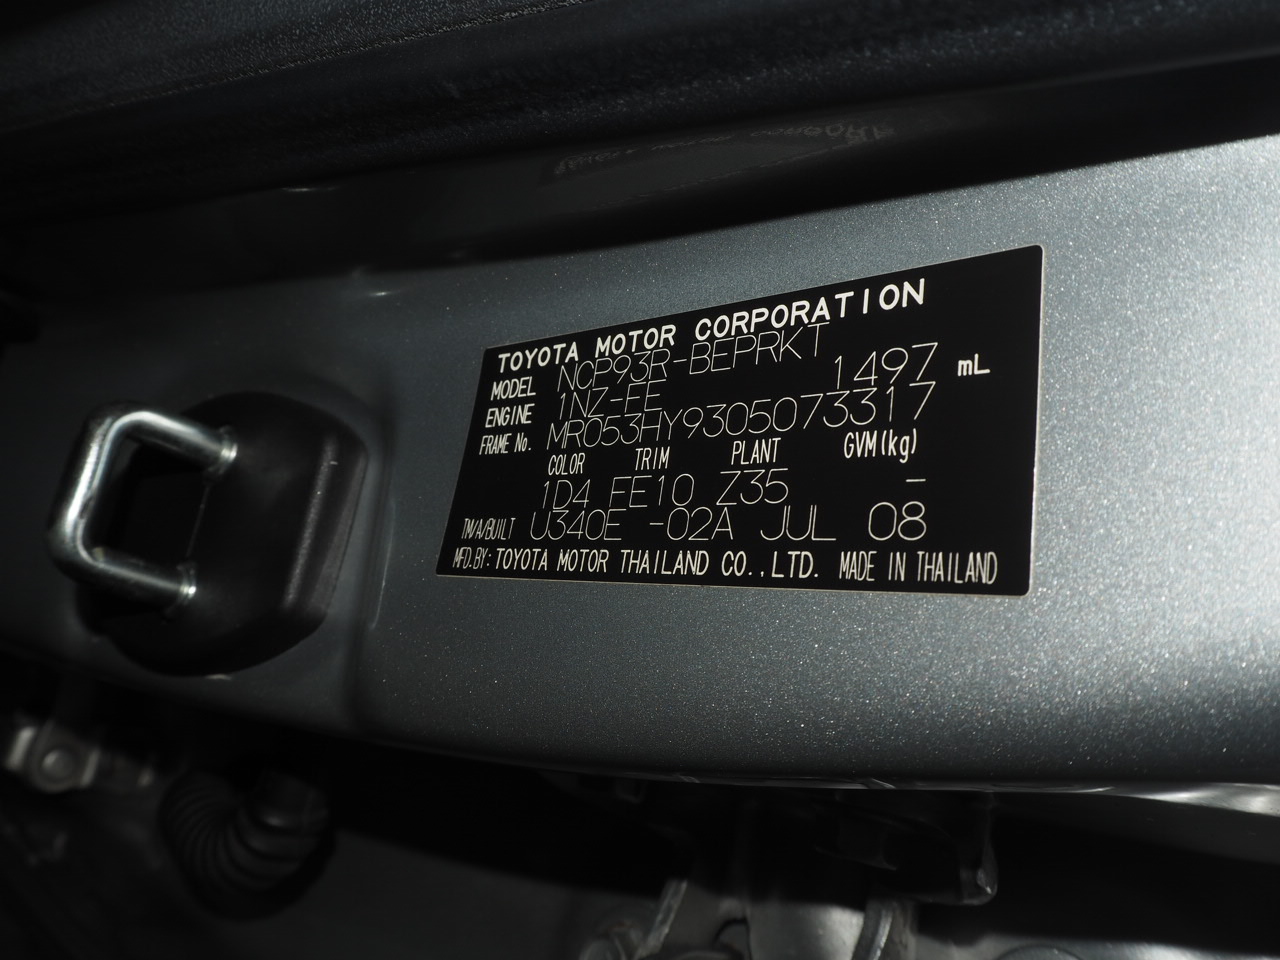 TOYOTA MOTOR CORPORATION
MODEL NCP93R-BEPRKT
ENGINE 1NZ-FE 1497 mL
FRAME No. MR053HY9305073317
COLOR TRIM PLANT GVM(kg)
1D4 FE10 Z35 –
TM/A/BUILT U340E -02A JUL 08
MFD.BY: TOYOTA MOTOR THAILAND CO.,LTD. MADE IN THAILAND